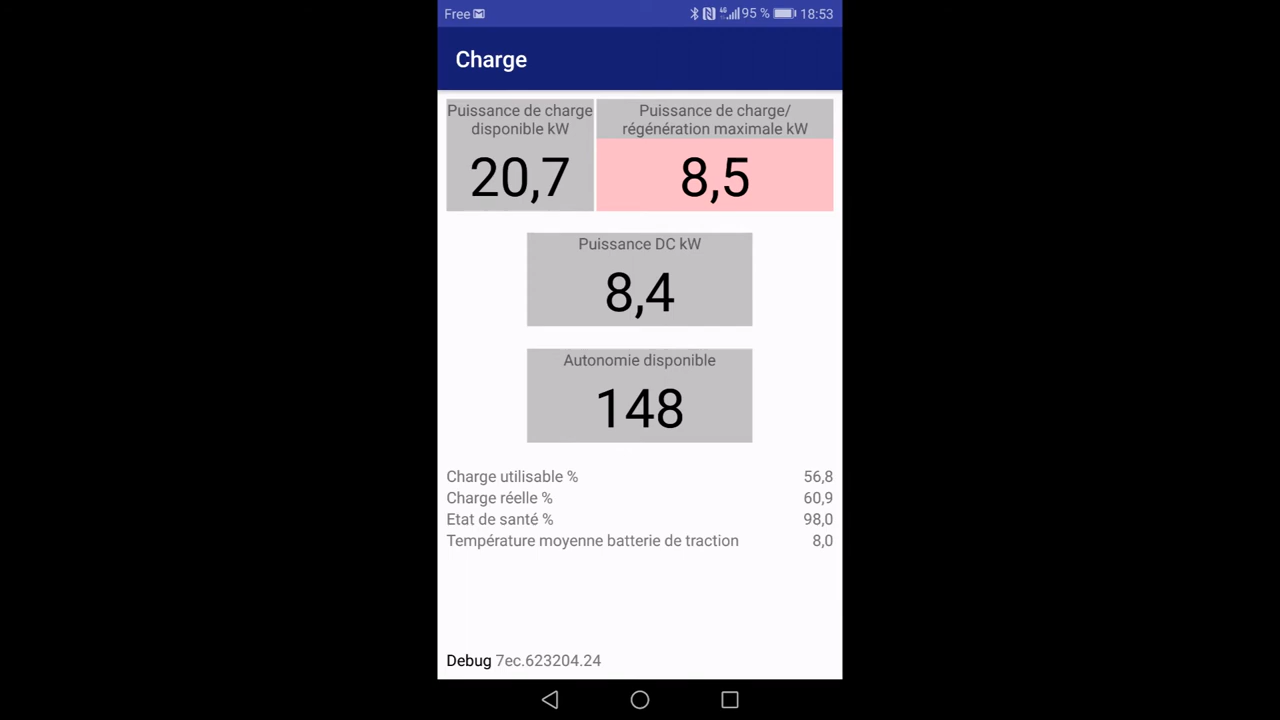 Free 4G 95 % 18:53
Charge
Puissance de charge
disponible kW
20,7
Puissance de charge/
régénération maximale kW
8,5
Puissance DC kW
8,4
Autonomie disponible
148
Charge utilisable % 56,8
Charge réelle % 60,9
Etat de santé % 98,0
Température moyenne batterie de traction 8,0
Debug 7ec.623204.24